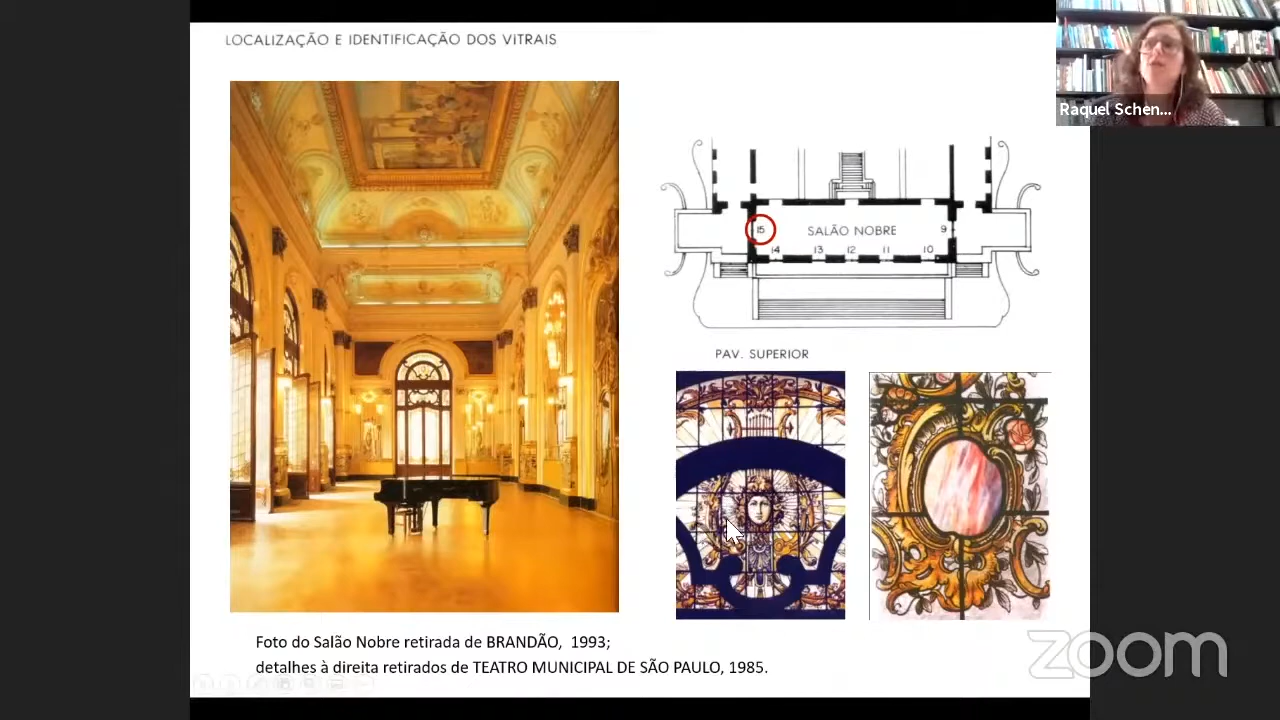 LOCALIZAÇÃO E IDENTIFICAÇÃO DOS VITRAIS
Raquel Schen...
15 SALÃO NOBRE 9
14 13 12 11 10
PAV. SUPERIOR
Foto do Salão Nobre retirada de BRANDÃO, 1993;
detalhes à direita retirados de TEATRO MUNICIPAL DE SÃO PAULO, 1985.
zoom